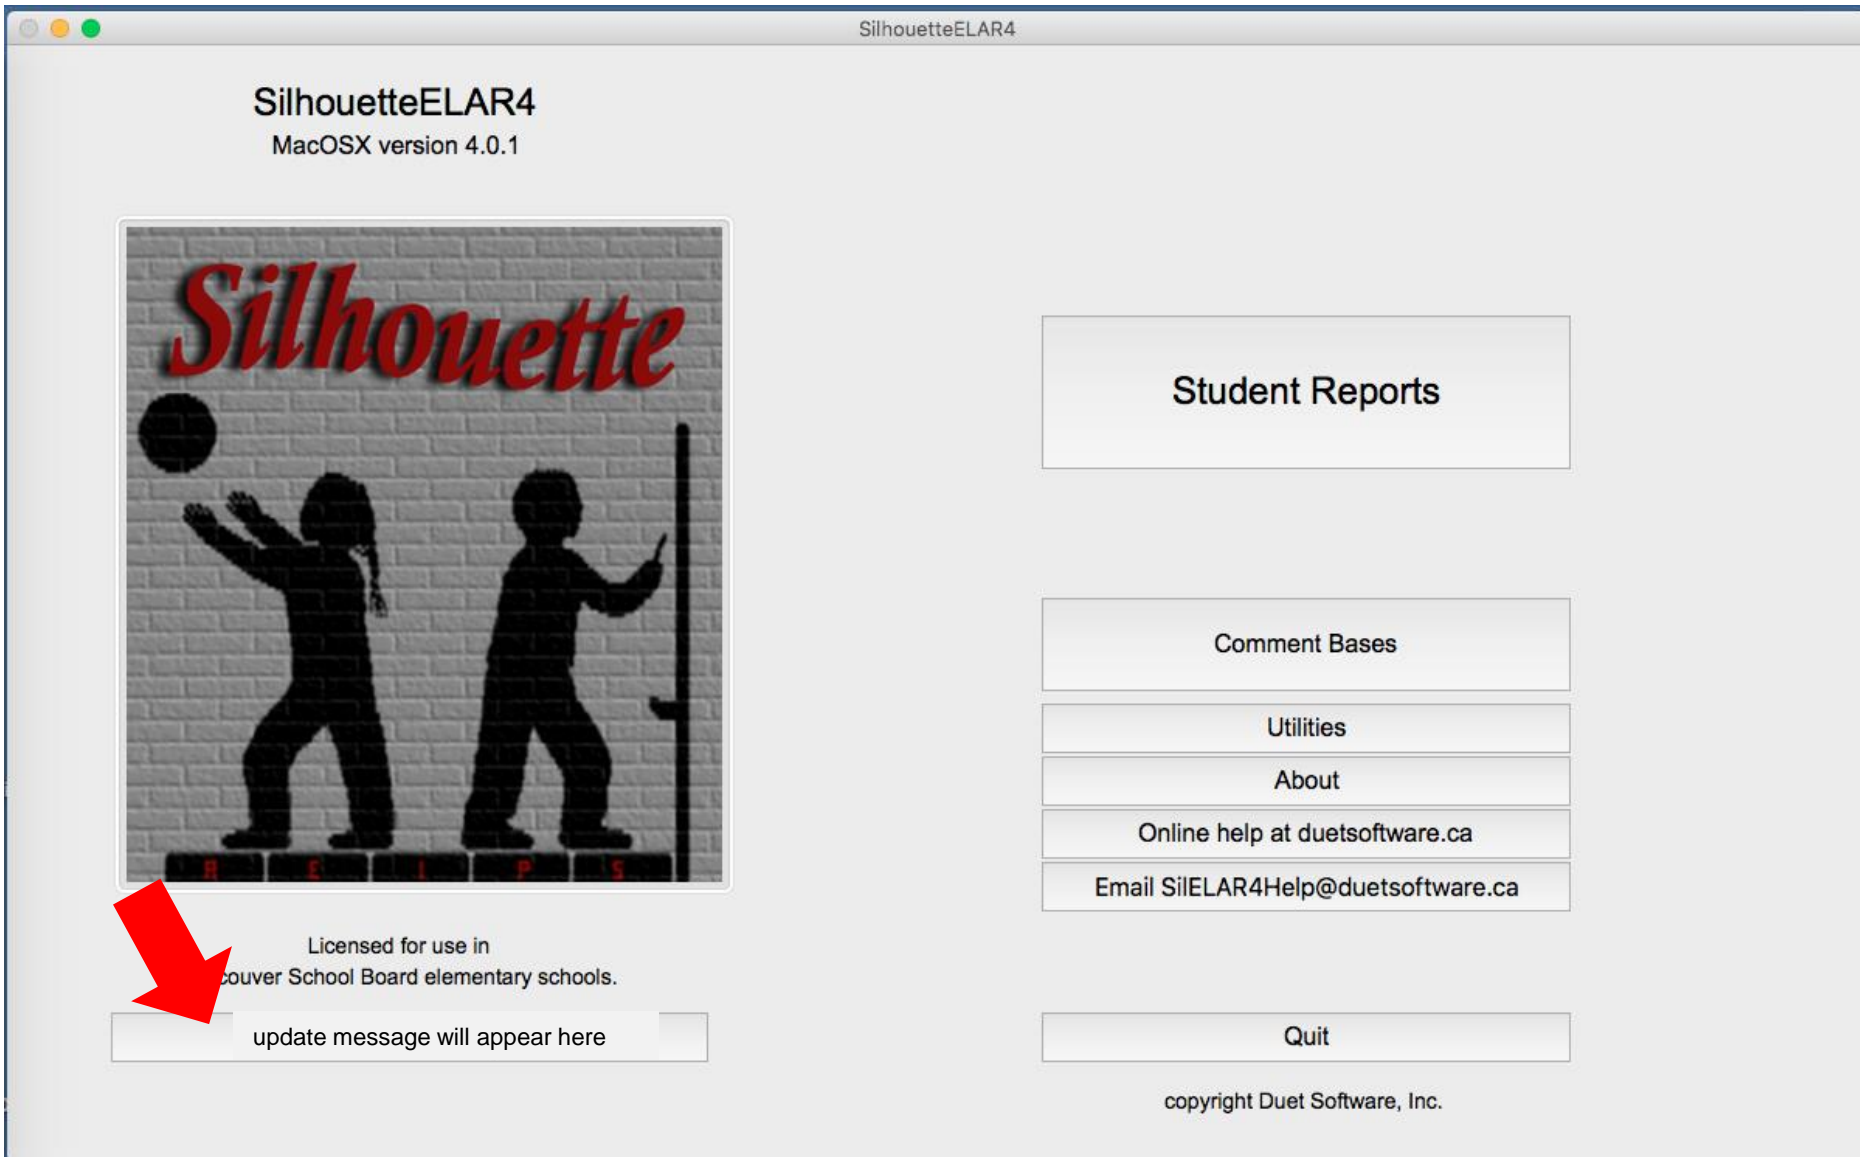 SilhouetteELAR4
SilhouetteELAR4
MacOSX version 4.0.1
Silhouette
R E I P S
Licensed for use in
couver School Board elementary schools.
update message will appear here
Student Reports
Comment Bases
Utilities
About
Online help at duetsoftware.ca
Email SilELAR4Help@duetsoftware.ca
Quit
copyright Duet Software, Inc.